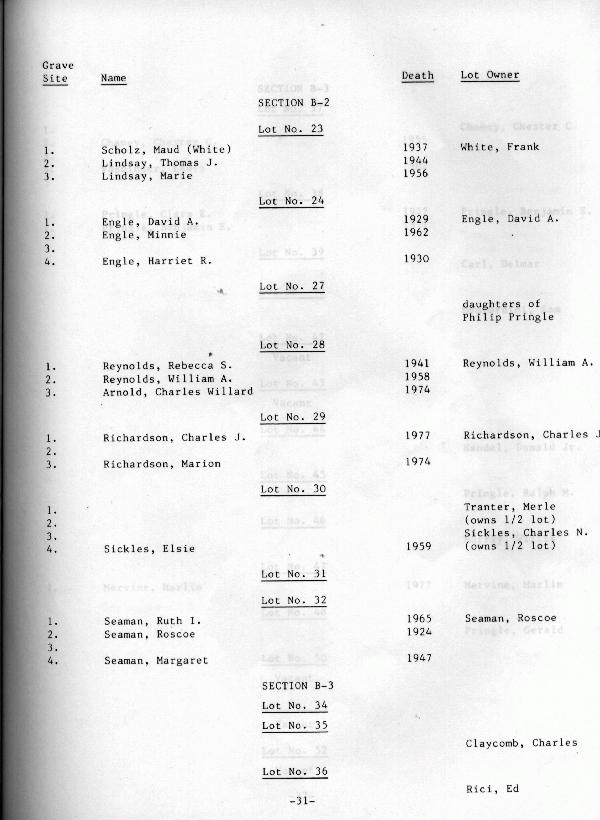 Grave
Site Name Death Lot Owner
SECTION B-2
Lot No. 23
1. Scholz, Maud (White) 1937 White, Frank
2. Lindsay, Thomas J. 1944
3. Lindsay, Marie 1956
Lot No. 24
1. Engle, David A. 1929 Engle, David A.
2. Engle, Minnie 1962
3.
4. Engle, Harriet R. 1930
Lot No. 27
daughters of
Philip Pringle
Lot No. 28
1. Reynolds, Rebecca S. 1941 Reynolds, William A.
2. Reynolds, William A. 1958
3. Arnold, Charles Willard 1974
Lot No. 29
1. Richardson, Charles J. 1977 Richardson, Charles J
2.
3. Richardson, Marion 1974
Lot No. 30
1. Tranter, Merle
2. (owns 1/2 lot)
3. Sickles, Charles N.
4. Sickles, Elsie 1959 (owns 1/2 lot)
Lot No. 31
Lot No. 32
1. Seaman, Ruth I. 1965 Seaman, Roscoe
2. Seaman, Roscoe 1924
3.
4. Seaman, Margaret 1947
SECTION B-3
Lot No. 34
Lot No. 35
Claycomb, Charles
Lot No. 36
Rici, Ed
-31-